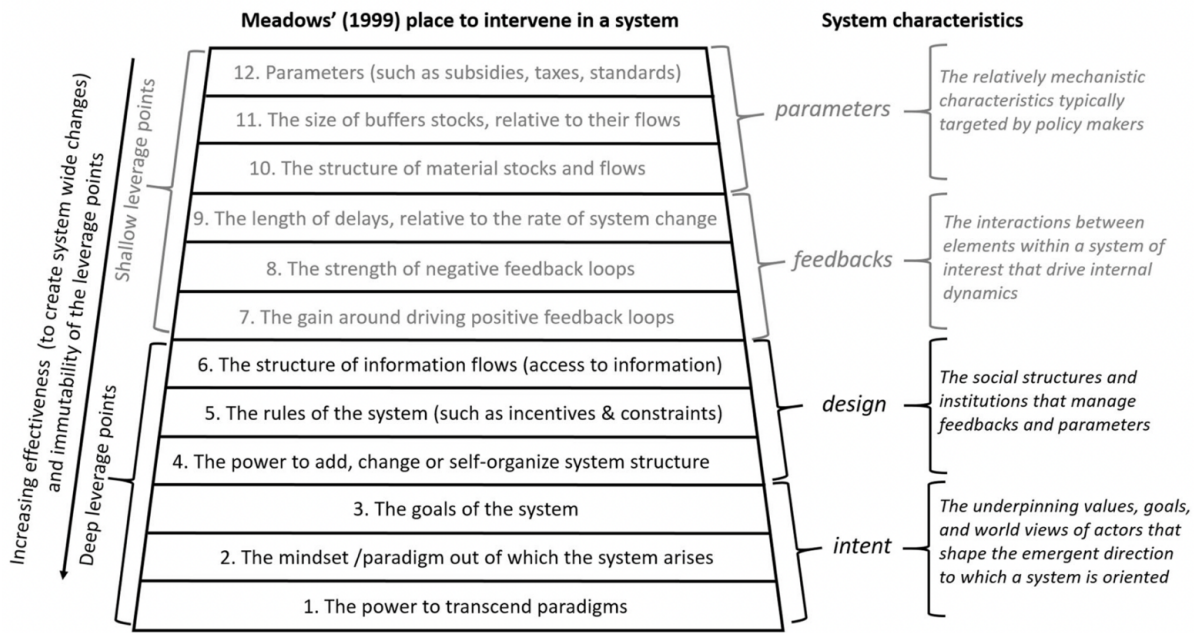 Meadows' (1999) place to intervene in a system
System characteristics
Increasing effectiveness (to create system wide changes)
and immutability of the leverage points
Shallow leverage points
Deep leverage points
12. Parameters (such as subsidies, taxes, standards)
11. The size of buffers stocks, relative to their flows
10. The structure of material stocks and flows
9. The length of delays, relative to the rate of system change
8. The strength of negative feedback loops
7. The gain around driving positive feedback loops
6. The structure of information flows (access to information)
5. The rules of the system (such as incentives & constraints)
4. The power to add, change or self-organize system structure
3. The goals of the system
2. The mindset /paradigm out of which the system arises
1. The power to transcend paradigms
parameters
The relatively mechanistic
characteristics typically
targeted by policy makers
feedbacks
The interactions between
elements within a system of
interest that drive internal
dynamics
design
The social structures and
institutions that manage
feedbacks and parameters
intent
The underpinning values, goals,
and world views of actors that
shape the emergent direction
to which a system is oriented